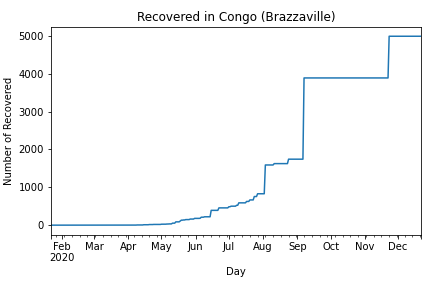 Recovered in Congo (Brazzaville)
Number of Recovered
5000
4000
3000
2000
1000
0
Feb Mar Apr May Jun Jul Aug Sep Oct Nov Dec
2020
Day